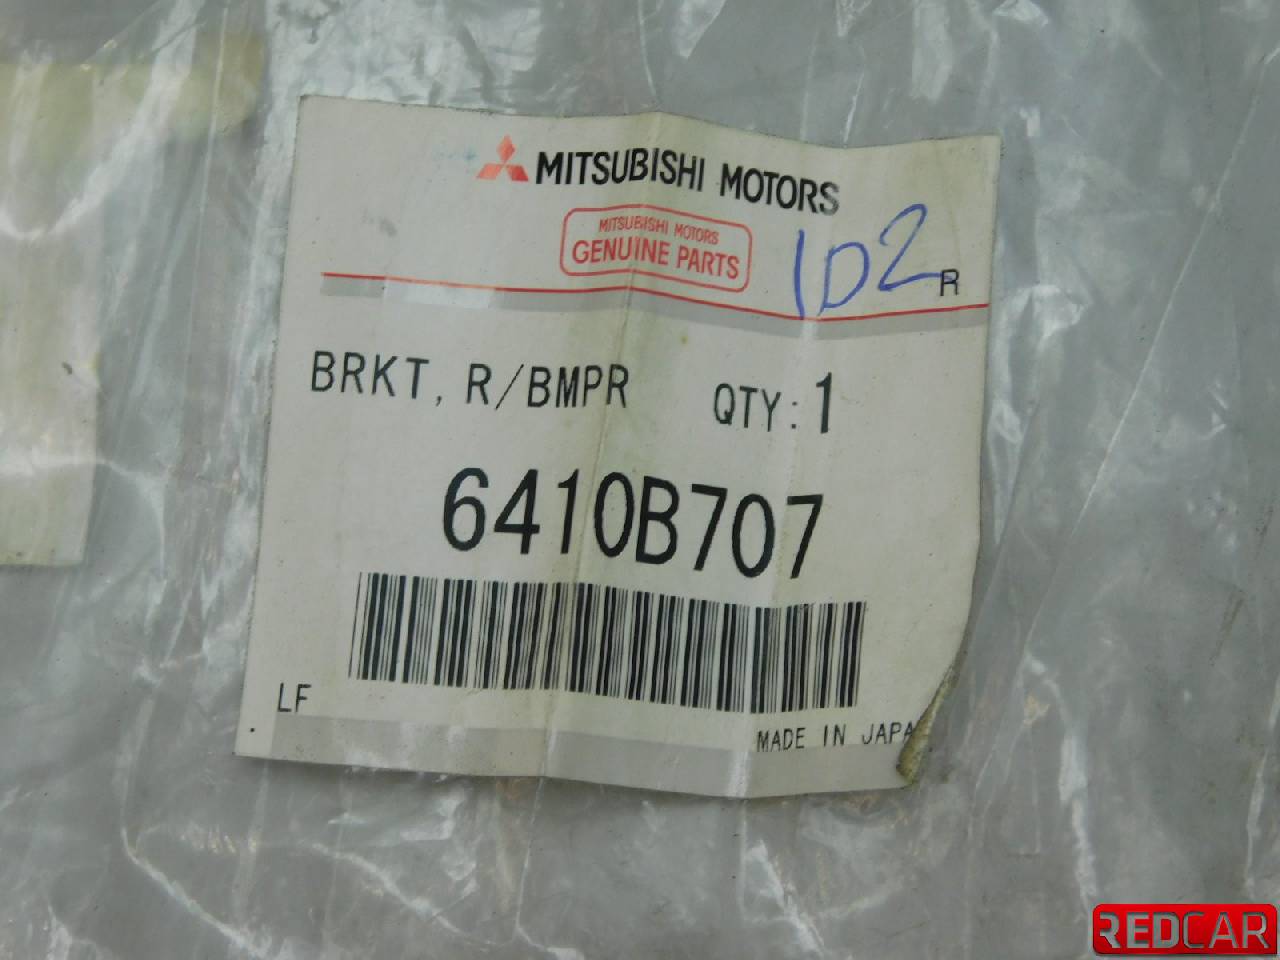 MITSUBISHI MOTORS
MITSUBISHI MOTORS
GENUINE PARTS
1D2
R
BRKT, R/BMPR QTY: 1
6410B707
LF
MADE IN JAPA
REDCAR